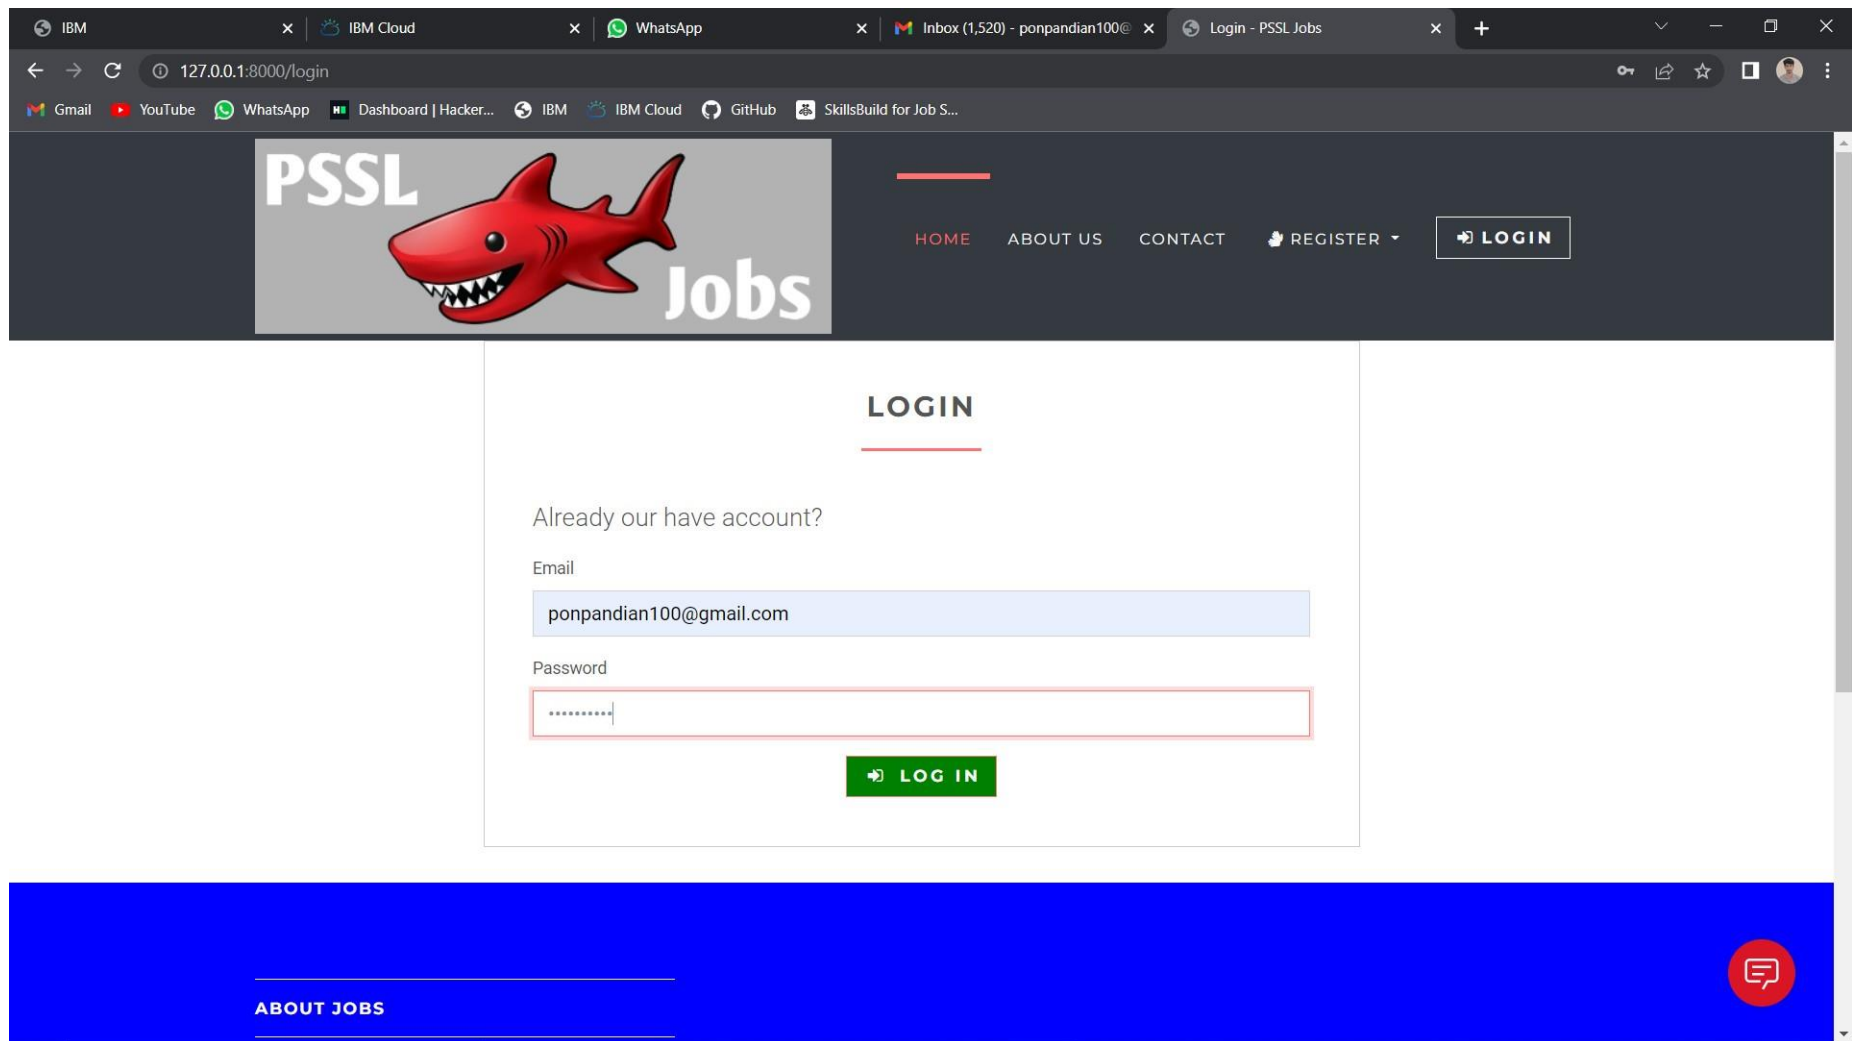 IBM
IBM Cloud
WhatsApp
Inbox (1,520) - ponpandian100@
Login - PSSL Jobs
127.0.0.1:8000/login
Gmail
YouTube
WhatsApp
Dashboard | Hacker...
IBM
IBM Cloud
GitHub
SkillsBuild for Job S...
PSSL
Jobs
HOME
ABOUT US
CONTACT
REGISTER
LOGIN
LOGIN
Already our have account?
Email
ponpandian100@gmail.com
Password
••••••••••
LOG IN
ABOUT JOBS